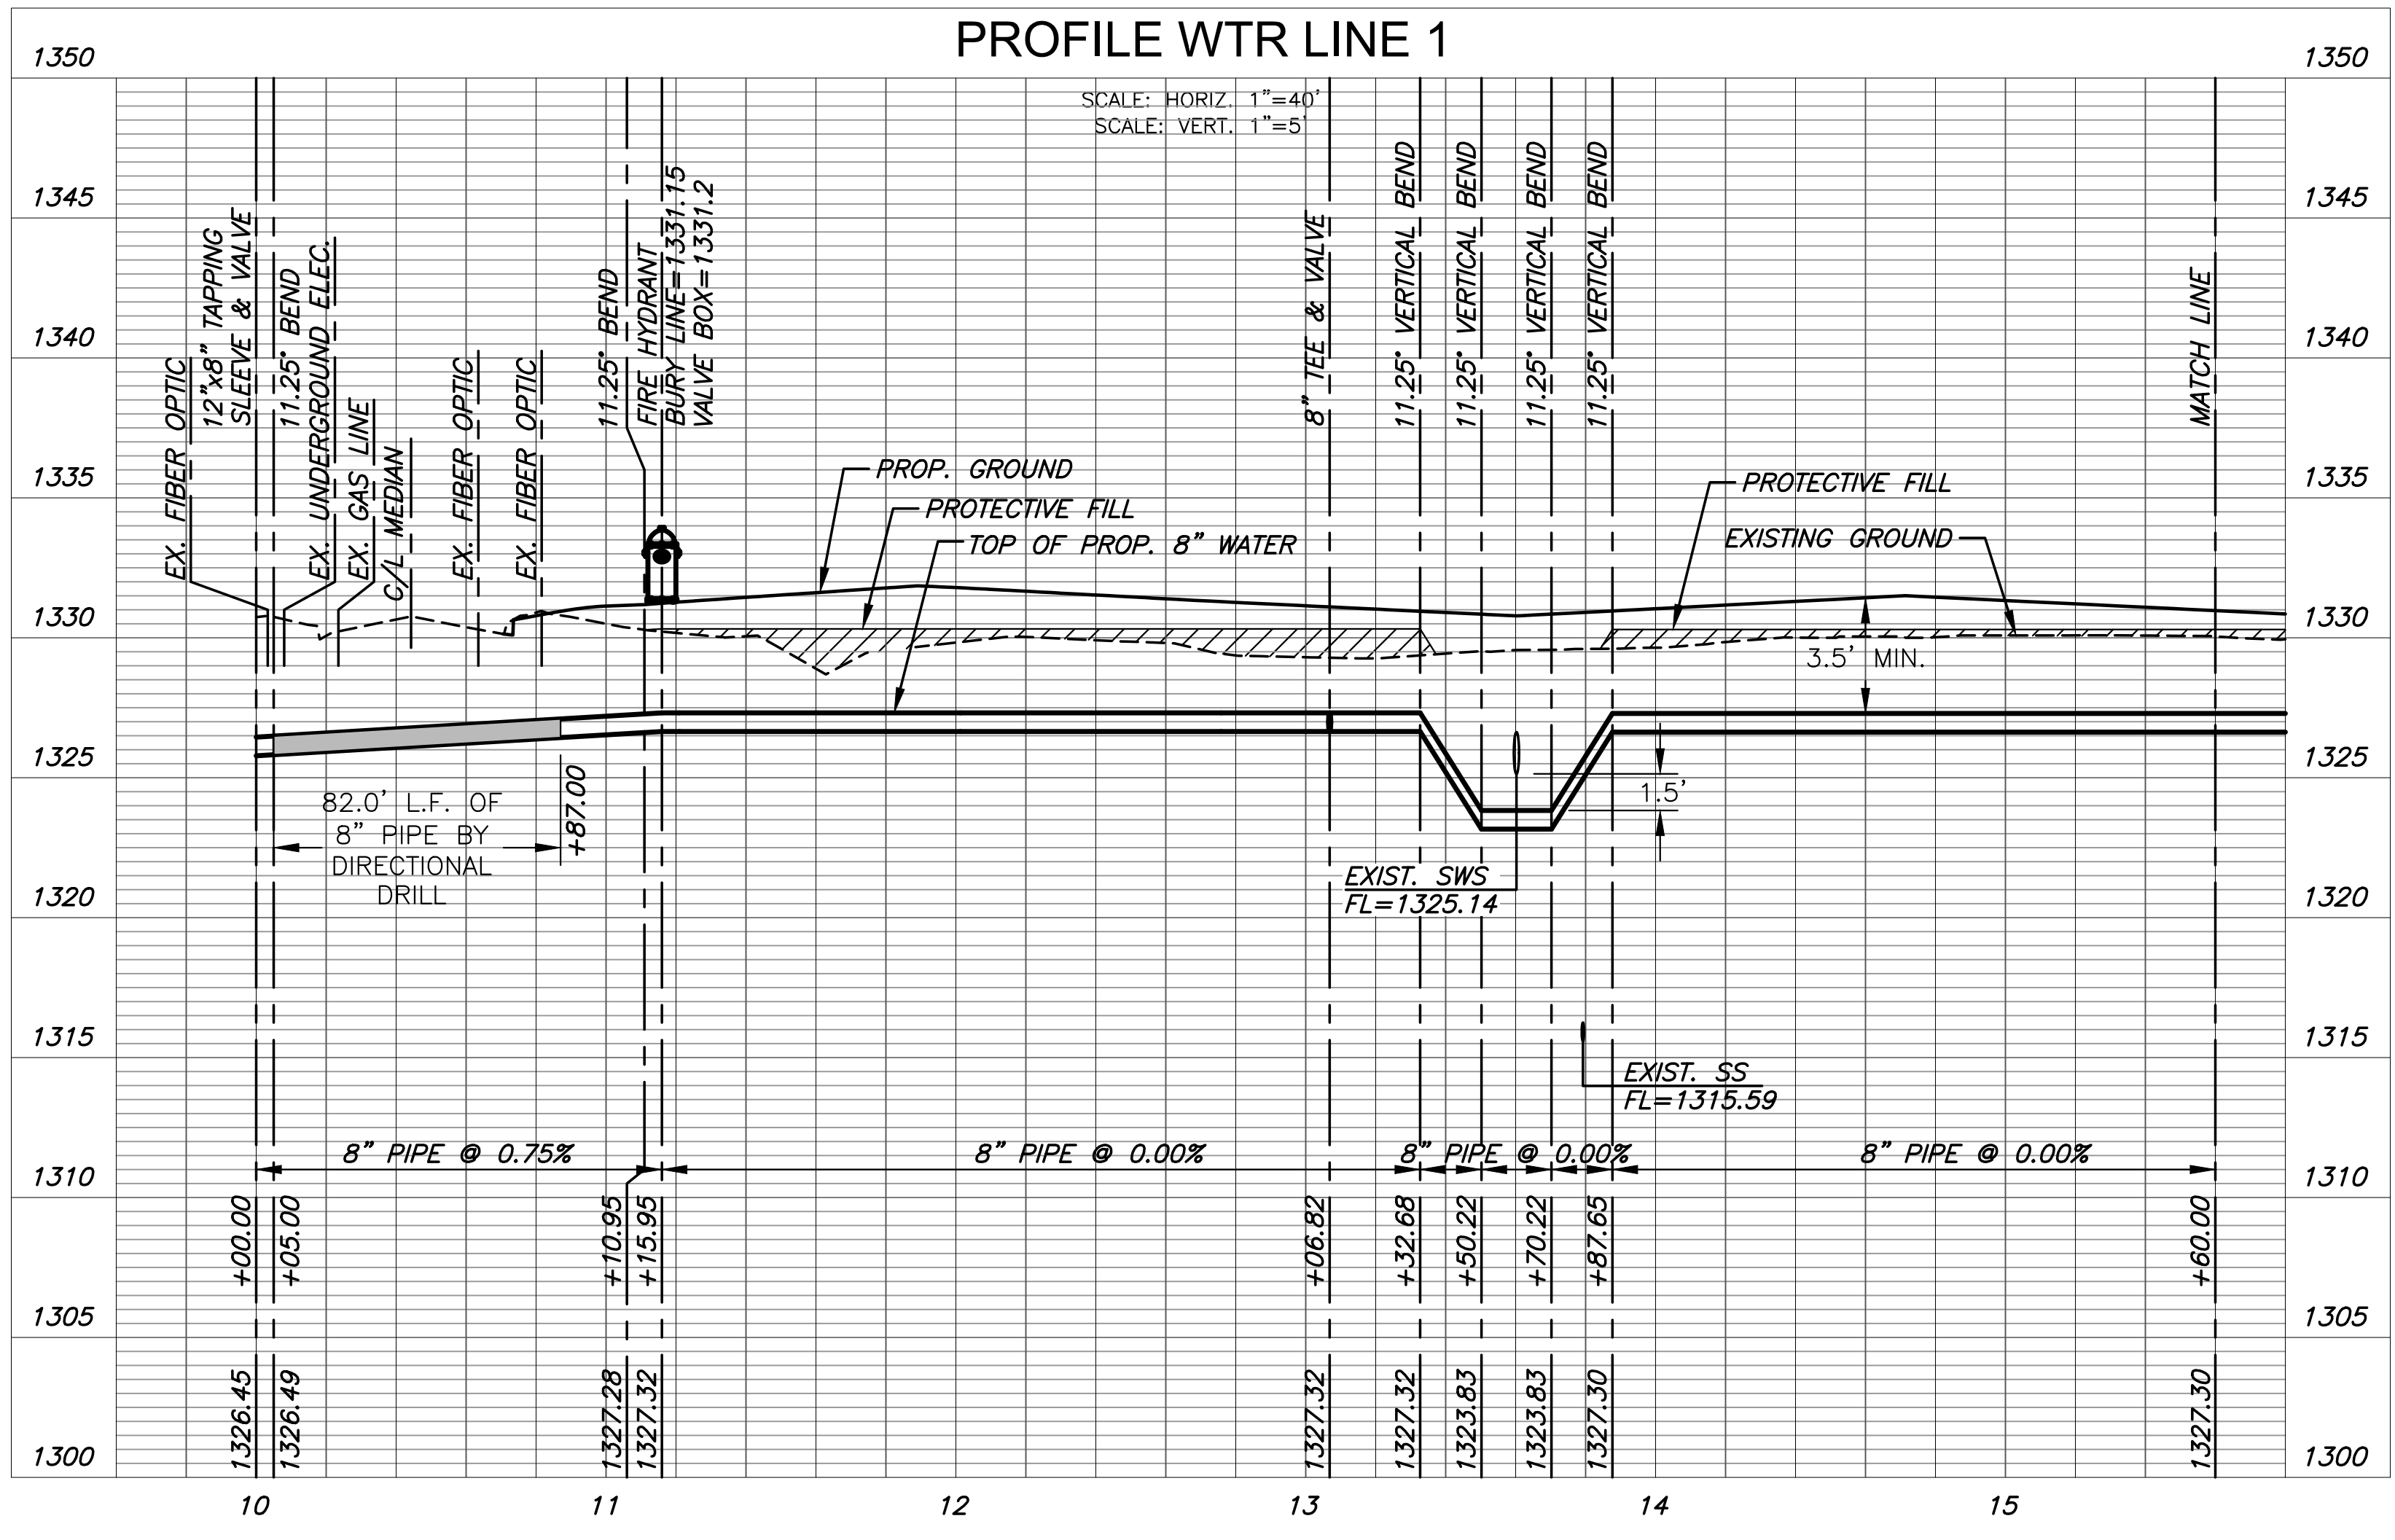 PROFILE WTR LINE 1
SCALE: HORIZ. 1"=40'
SCALE: VERT. 1"=5'
1350
1345
1340
1335
1330
1325
1320
1315
1310
1305
1300
1350
1345
1340
1335
1330
1325
1320
1315
1310
1305
1300
EX. FIBER OPTIC
12"x8" TAPPING
SLEEVE & VALVE
11.25° BEND
EX. UNDERGROUND ELEC.
EX. GAS LINE
C/L MEDIAN
EX. FIBER OPTIC
EX. FIBER OPTIC
11.25° BEND
FIRE HYDRANT
BURY LINE=1331.15
VALVE BOX=1331.2
8" TEE & VALVE
11.25° VERTICAL BEND
11.25° VERTICAL BEND
11.25° VERTICAL BEND
11.25° VERTICAL BEND
MATCH LINE
PROP. GROUND
PROTECTIVE FILL
TOP OF PROP. 8" WATER
PROTECTIVE FILL
EXISTING GROUND
3.5' MIN.
1.5'
82.0' L.F. OF
8" PIPE BY
DIRECTIONAL
DRILL
+87.00
EXIST. SWS
FL=1325.14
EXIST. SS
FL=1315.59
8" PIPE @ 0.75%
8" PIPE @ 0.00%
8" PIPE @ 0.00%
8" PIPE @ 0.00%
+00.00
+05.00
+10.95
+15.95
+06.82
+32.68
+50.22
+70.22
+87.65
+60.00
1326.45
1326.49
1327.28
1327.32
1327.32
1327.32
1323.83
1323.83
1327.30
1327.30
10
11
12
13
14
15